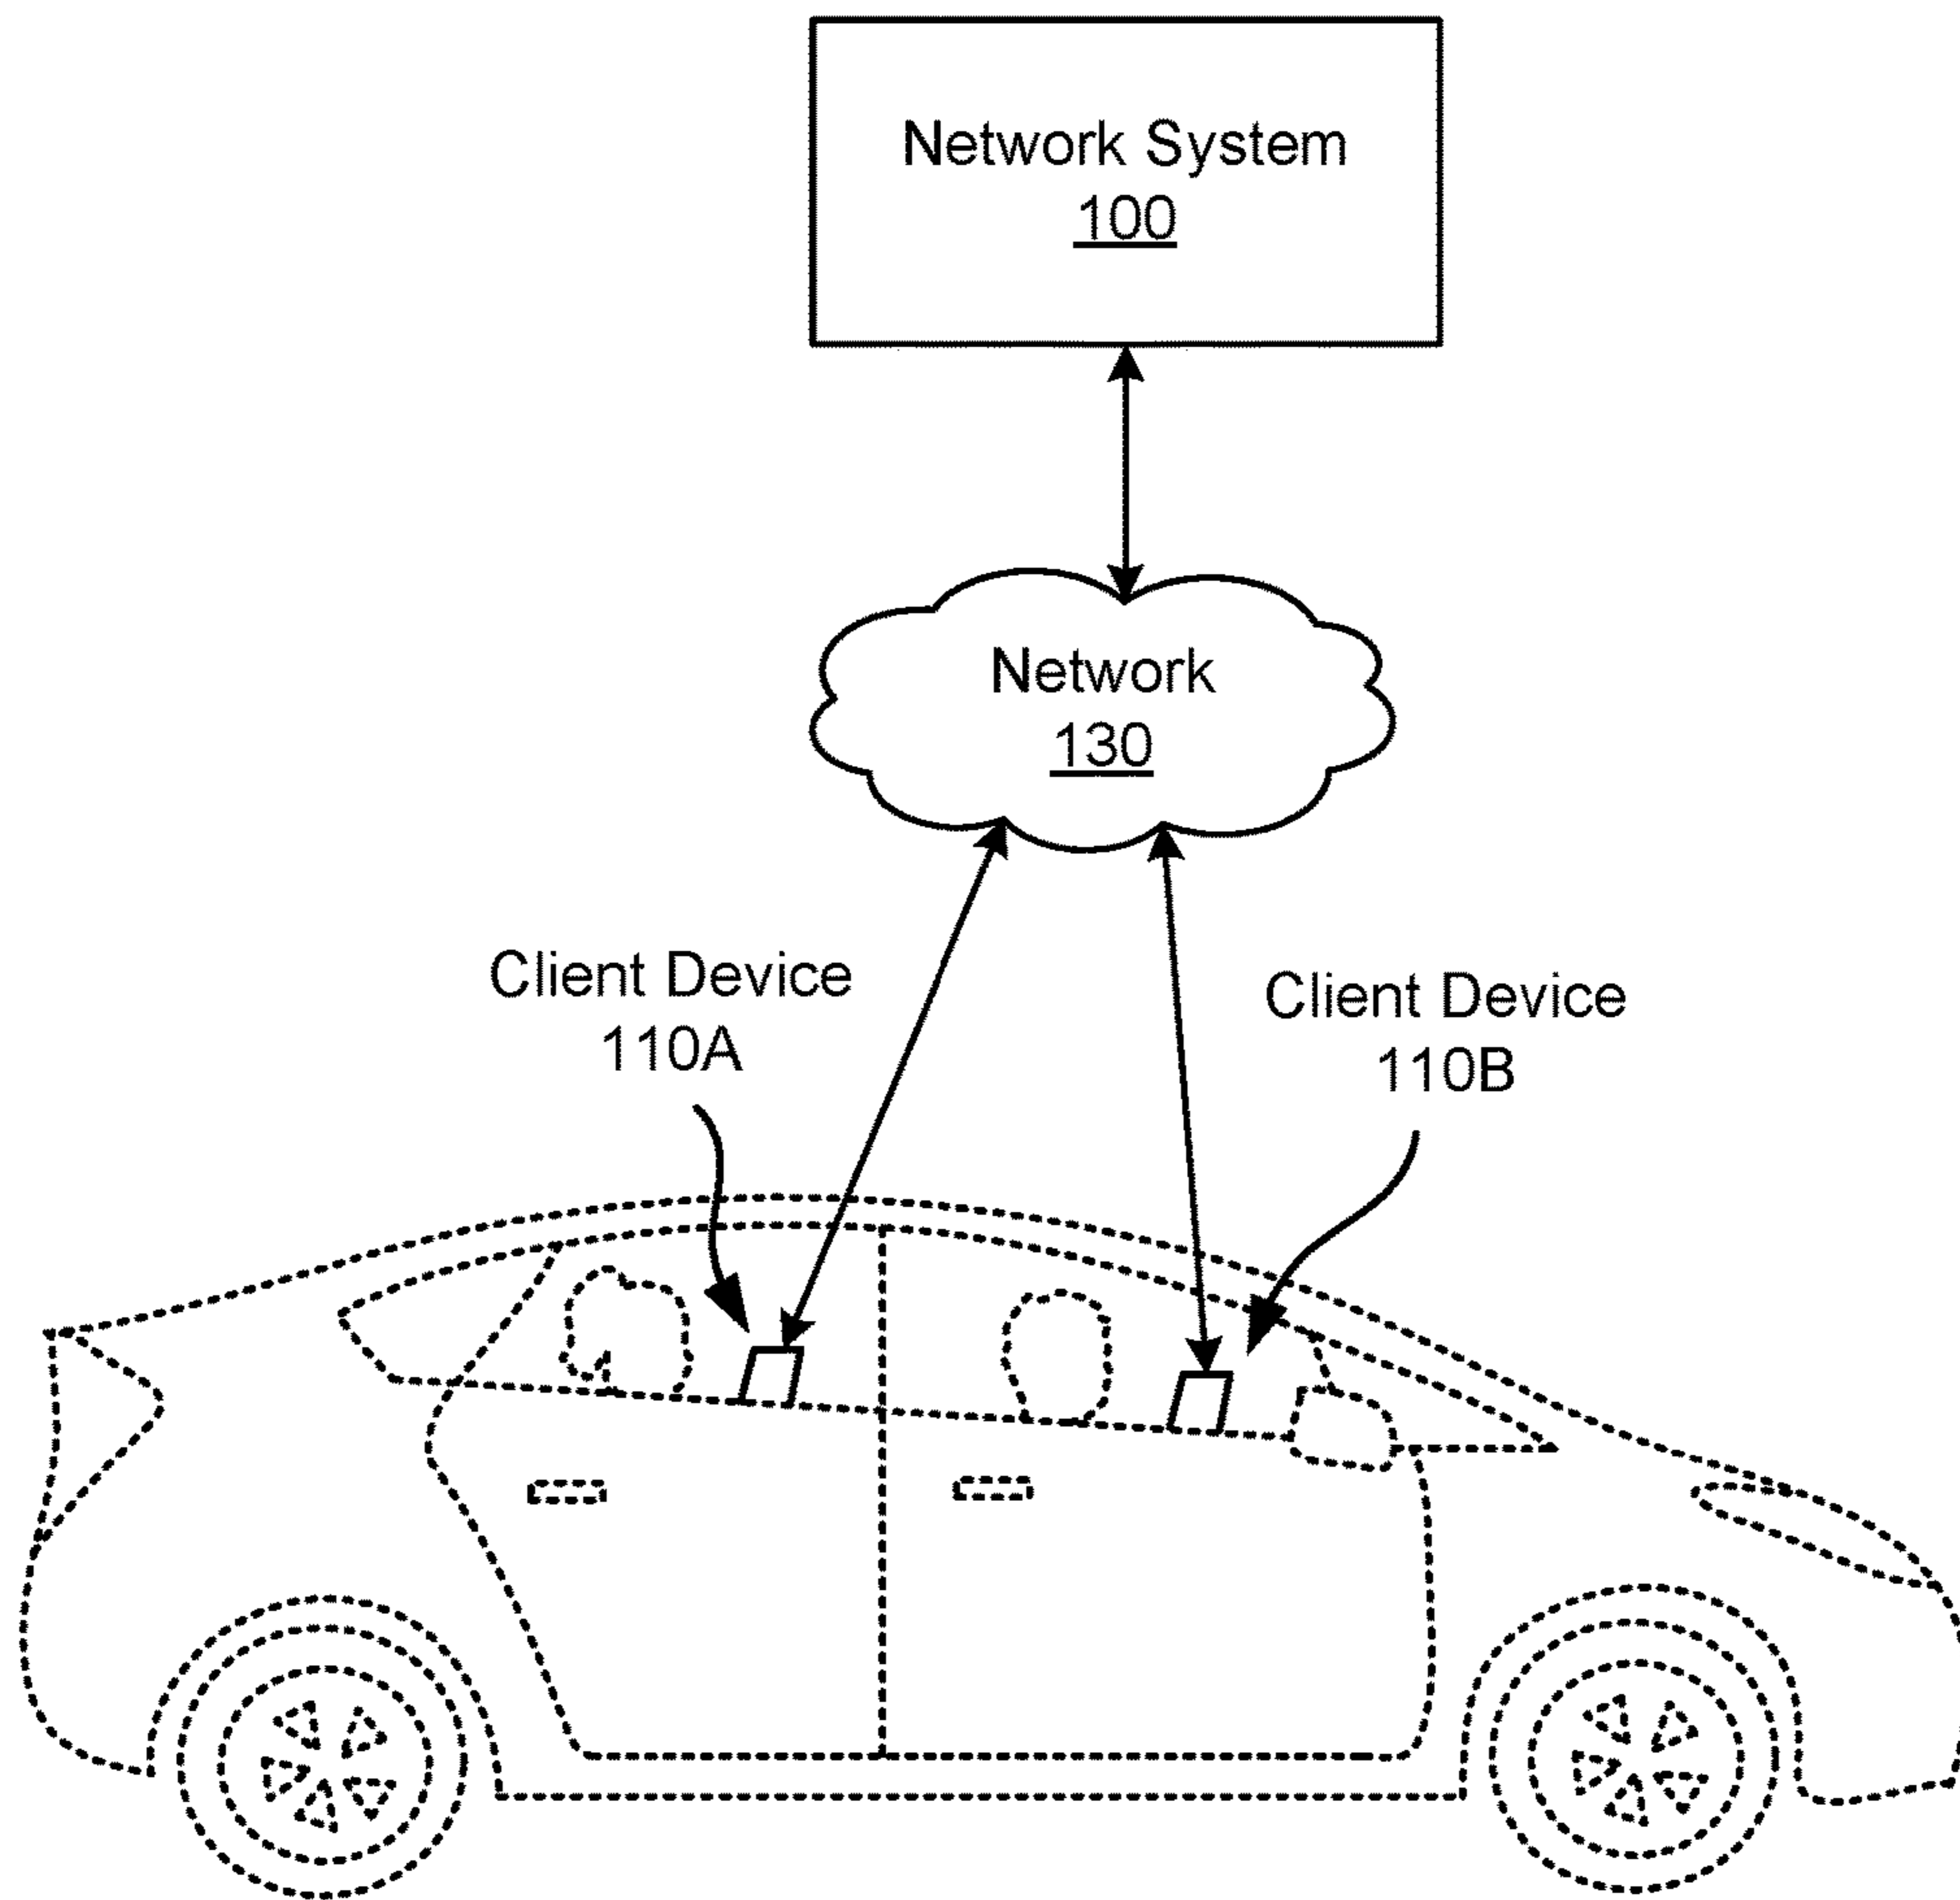 Network System
100
Network
130
Client Device
110A
Client Device
110B